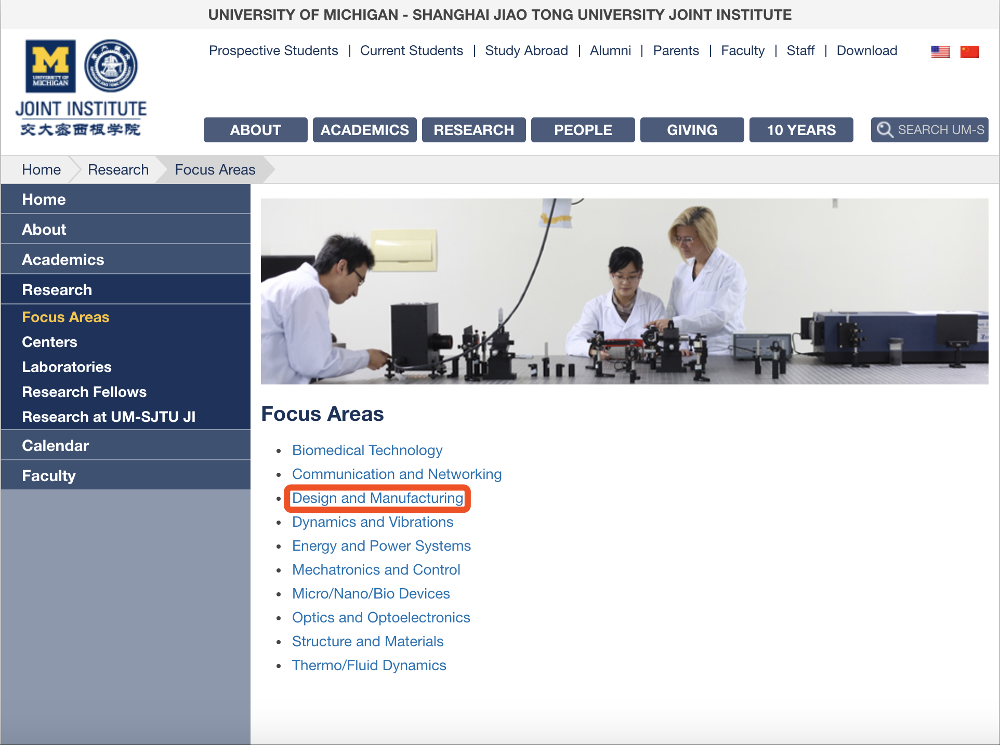 UNIVERSITY OF MICHIGAN - SHANGHAI JIAO TONG UNIVERSITY JOINT INSTITUTE
Prospective Students | Current Students | Study Abroad | Alumni | Parents | Faculty | Staff | Download
M
UNIVERSITY OF
MICHIGAN
JOINT INSTITUTE
交大密西根学院
ABOUT ACADEMICS RESEARCH PEOPLE GIVING 10 YEARS SEARCH UM-S
Home Research Focus Areas
Home
About
Academics
Research
Focus Areas
Centers
Laboratories
Research Fellows
Research at UM-SJTU JI
Calendar
Faculty
Focus Areas
• Biomedical Technology
• Communication and Networking
• Design and Manufacturing
• Dynamics and Vibrations
• Energy and Power Systems
• Mechatronics and Control
• Micro/Nano/Bio Devices
• Optics and Optoelectronics
• Structure and Materials
• Thermo/Fluid Dynamics